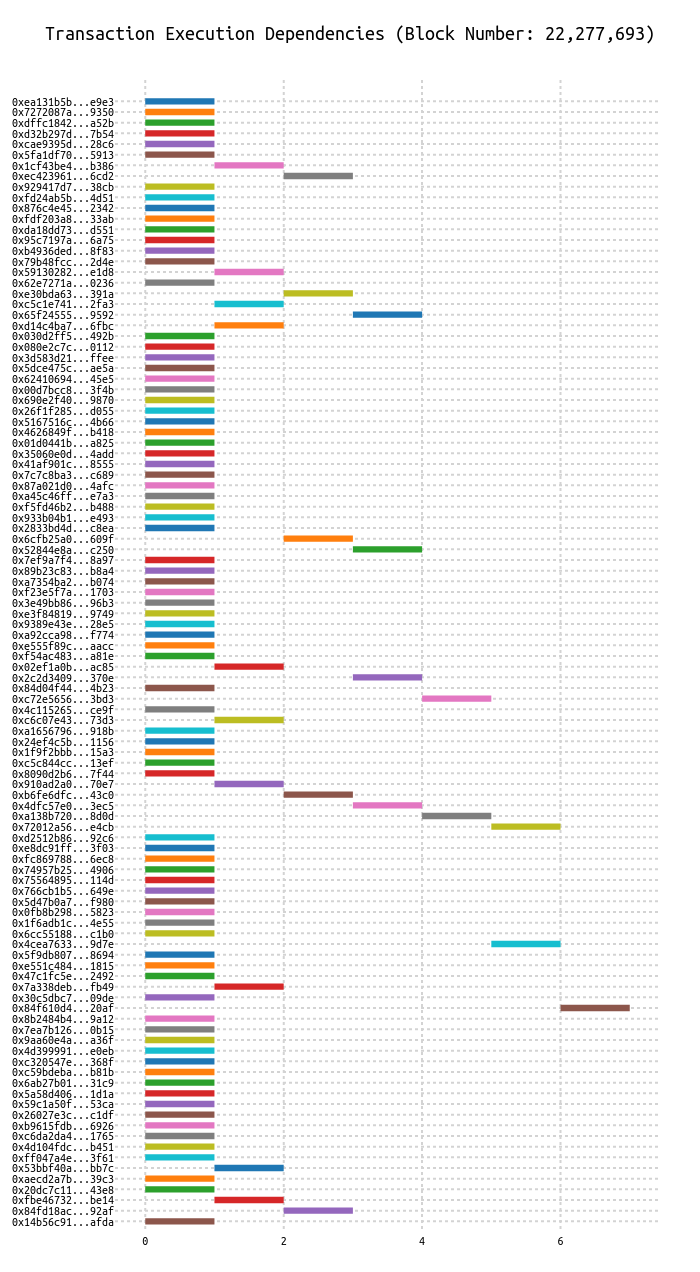 Transaction Execution Dependencies (Block Number: 22,277,693)
0xea131b5b...e9e3
0x7272087a...9350
0xdffc1842...a52b
0xd32b297d...7b54
0xcae9395d...28c6
0x5fa1df70...5913
0x1cf43be4...b386
0xec423961...6cd2
0x929417d7...38cb
0xfd24ab5b...4d51
0x876c4e45...2342
0xfdf203a8...33ab
0xda18dd73...d551
0x95c7197a...6a75
0xb4936ded...8f83
0x79b48fcc...2d4e
0x59130282...e1d8
0x62e7271a...0236
0xe30bda63...391a
0xc5c1e741...2fa3
0x65f24555...9592
0xd14c4ba7...6fbc
0x030d2ff5...492b
0x080e2c7c...0112
0x3d583d21...ffee
0x5dce475c...ae5a
0x62410694...45e5
0x00d7bcc8...3f4b
0x690e2f40...9870
0x26f1f285...d055
0x5167516c...4b66
0x4626849f...b418
0x01d0441b...a825
0x35060e0d...4add
0x41af901c...8555
0x7c7c8ba3...c689
0x87a021d0...4afc
0xa45c46ff...e7a3
0xf5fd46b2...b488
0x933b04b1...e493
0x2833bd4d...c8ea
0x6cfb25a0...609f
0x52844e8a...c250
0x7ef9a7f4...8a97
0x89b23c83...b8a4
0xa7354ba2...b074
0xf23e5f7a...1703
0x3e49bb86...96b3
0xe3f84819...9749
0x9389e43e...28e5
0xa92cca98...f774
0xe555f89c...aacc
0xf54ac483...a81e
0x02ef1a0b...ac85
0x2c2d3409...370e
0x84d04f44...4b23
0xc72e5656...3bd3
0x4c115265...ce9f
0xc6c07e43...73d3
0xa1656796...918b
0x24ef4c5b...1156
0x1f9f2bbb...15a3
0xc5c844cc...13ef
0x8090d2b6...7f44
0x910ad2a0...70e7
0xb6fe6dfc...43c0
0x4dfc57e0...3ec5
0xa138b720...8d0d
0x72012a56...e4cb
0xd2512b86...92c6
0xe8dc91ff...3f03
0xfc869788...6ec8
0x74957b25...4906
0x75564895...114d
0x766cb1b5...649e
0x5d47b0a7...f980
0x0fb8b298...5823
0x1f6adb1c...4e55
0x6cc55188...c1b0
0x4cea7633...9d7e
0x5f9db807...8694
0xe551c484...1815
0x47c1fc5e...2492
0x7a338deb...fb49
0x30c5dbc7...09de
0x84f610d4...20af
0x8b2484b4...9a12
0x7ea7b126...0b15
0x9aa60e4a...a36f
0x4d399991...e0eb
0xc320547e...368f
0xc59bdeba...b81b
0x6ab27b01...31c9
0x5a58d406...1d1a
0x59c1a50f...53ca
0x26027e3c...c1df
0xb9615fdb...6926
0xc6da2da4...1765
0x4d104fdc...b451
0xff047a4e...3f61
0x53bbf40a...bb7c
0xaecd2a7b...39c3
0x20dc7c11...43e8
0xfbe46732...be14
0x84fd18ac...92af
0x14b56c91...afda
0 2 4 6